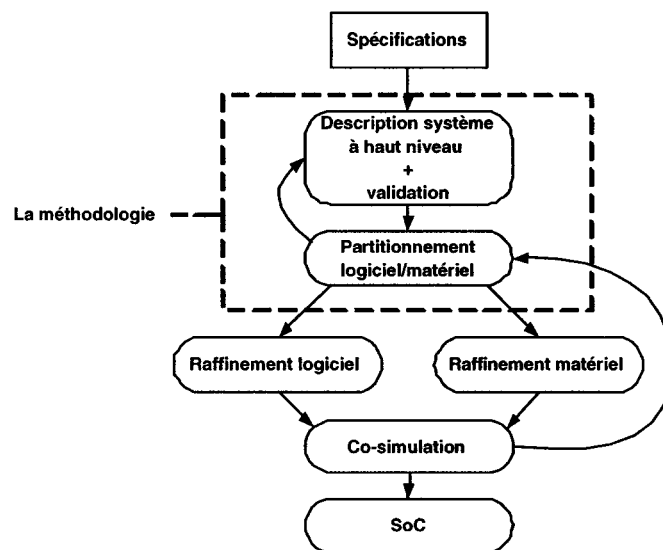 Spécifications
Description système
à haut niveau
+
validation
La méthodologie
Partitionnement
logiciel/matériel
Raffinement logiciel
Raffinement matériel
Co-simulation
SoC